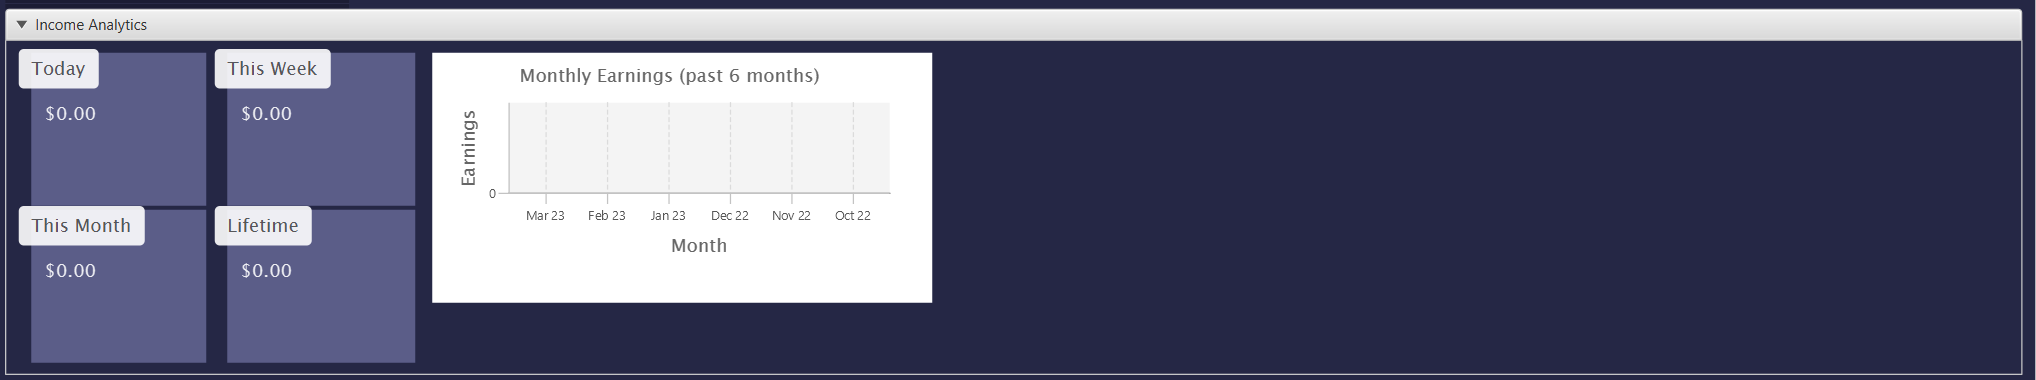 Income Analytics
Today
$0.00
This Week
$0.00
This Month
$0.00
Lifetime
$0.00
Monthly Earnings (past 6 months)
Earnings
0
Mar 23 Feb 23 Jan 23 Dec 22 Nov 22 Oct 22
Month